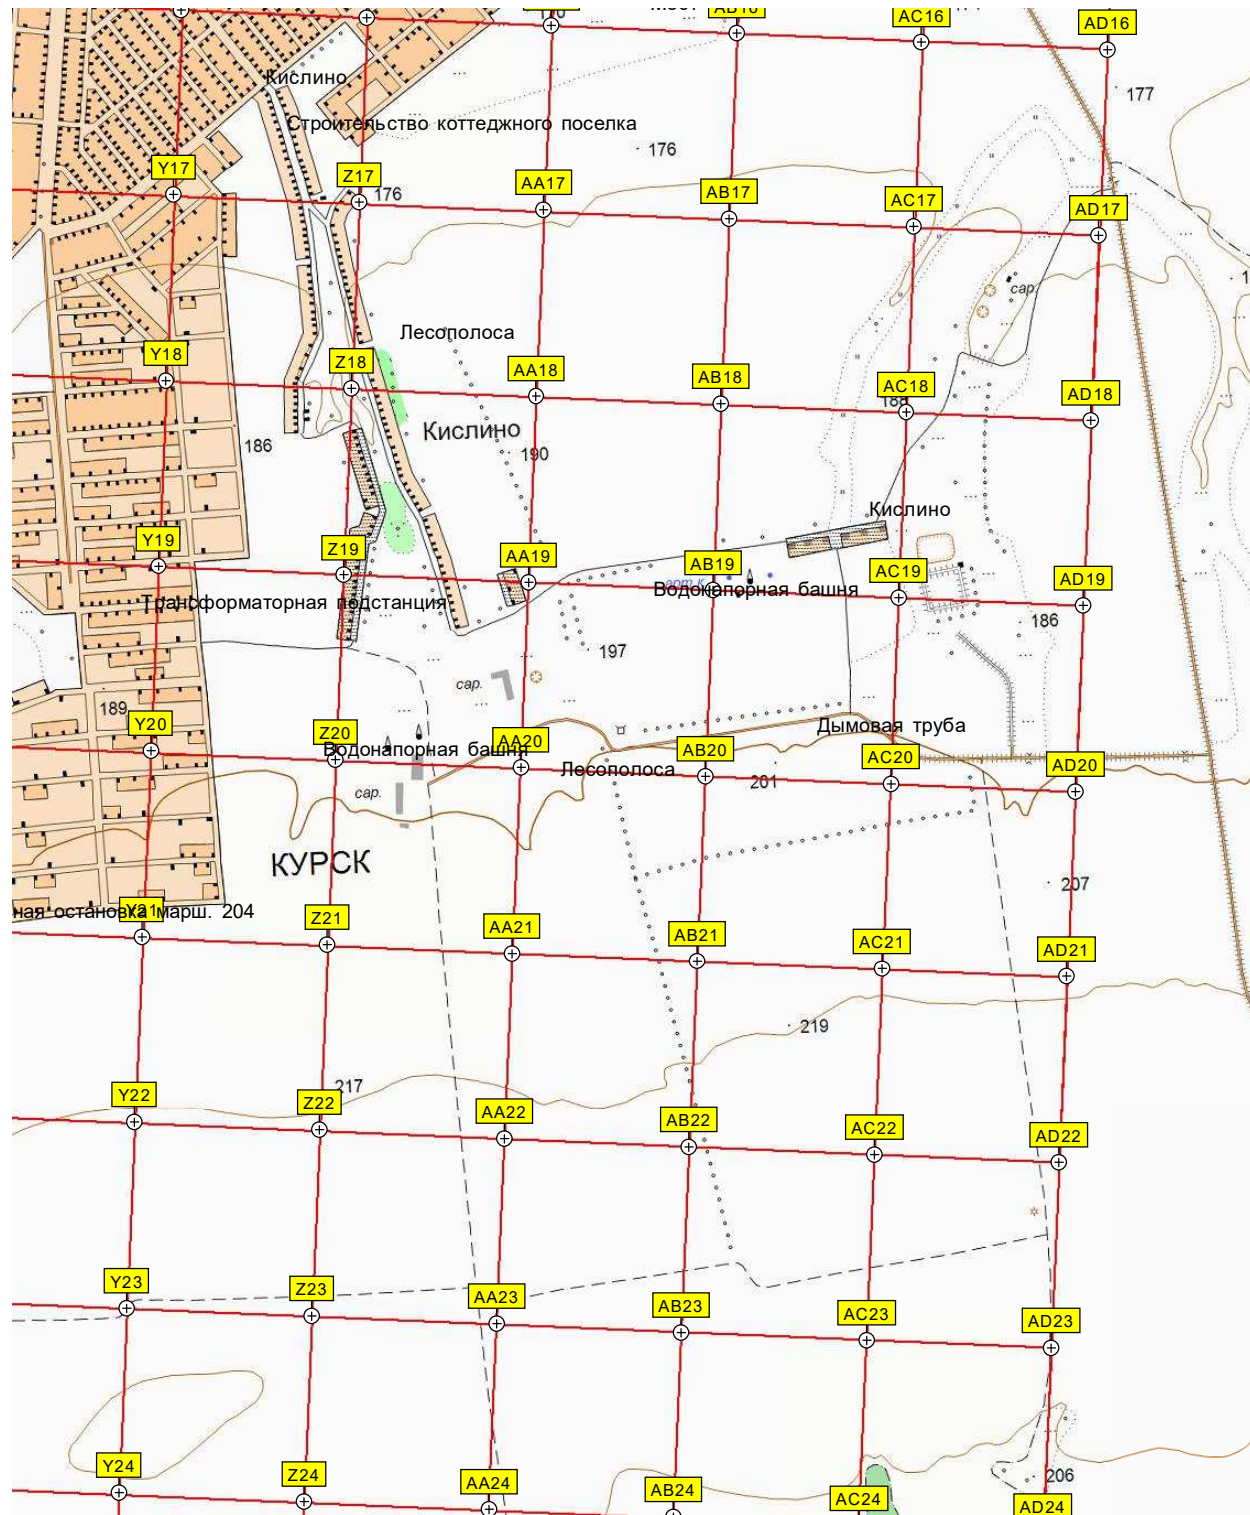 AC16
AD16
177
Кислино
Строительство коттеджного поселка
176
Y17
Z17
176
AA17
AB17
AC17
AD17
сар.
Лесополоса
Y18
Z18
AA18
AB18
AC18
188
AD18
Кислино
186
190
Кислино
Y19
Z19
AA19
AB19
AC19
AD19
арт.к.
Водонапорная башня
Трансформаторная подстанция
186
197
сар.
189
Y20
Z20
Водонапорная башня
AA20
Дымовая труба
AB20
AC20
AD20
Лесополоса
201
сар.
КУРСК
207
ная остановка марш. 204
Y21
Z21
AA21
AB21
AC21
AD21
219
217
Y22
Z22
AA22
AB22
AC22
AD22
Y23
Z23
AA23
AB23
AC23
AD23
Y24
Z24
AA24
AB24
AC24
206
AD24